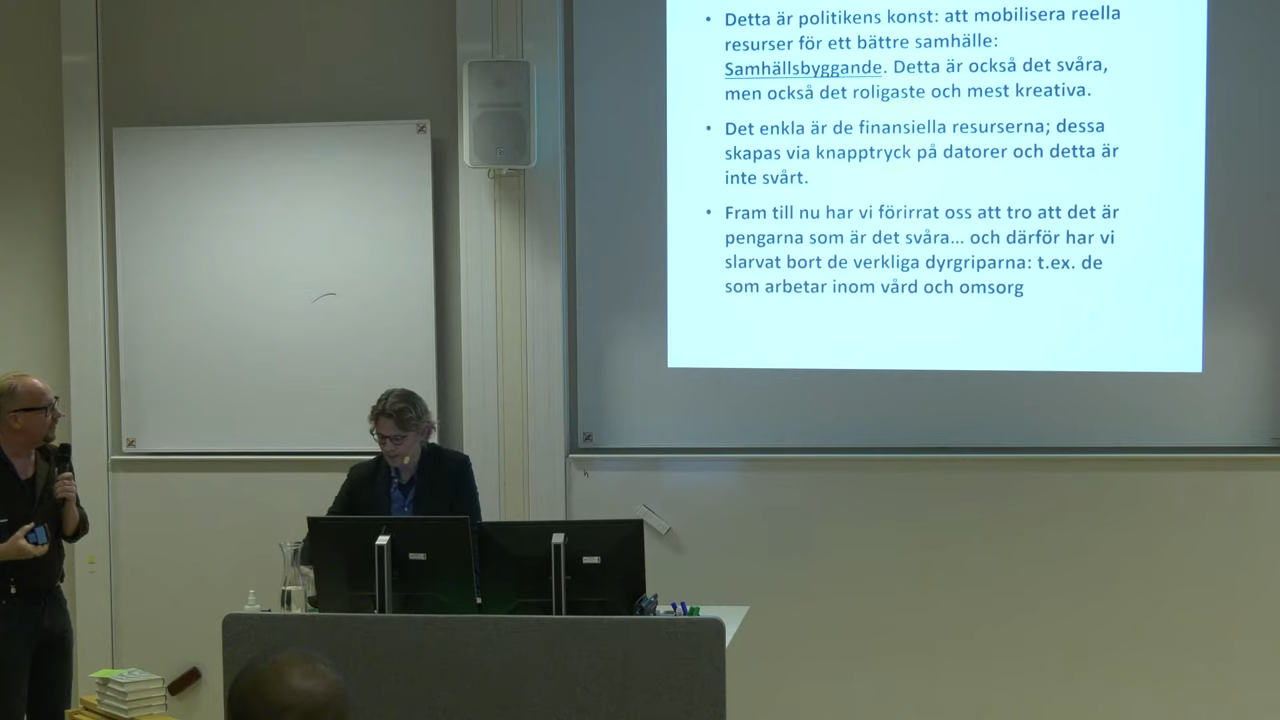 Detta är politikens konst: att mobilisera reella
resurser för ett bättre samhälle:
Samhällsbyggande. Detta är också det svåra,
men också det roligaste och mest kreativa.
Det enkla är de finansiella resurserna; dessa
skapas via knapptryck på datorer och detta är
inte svårt.
Fram till nu har vi förirrat oss att tro att det är
pengarna som är det svåra... och därför har vi
slarvat bort de verkliga dyrgriparna: t.ex. de
som arbetar inom vård och omsorg